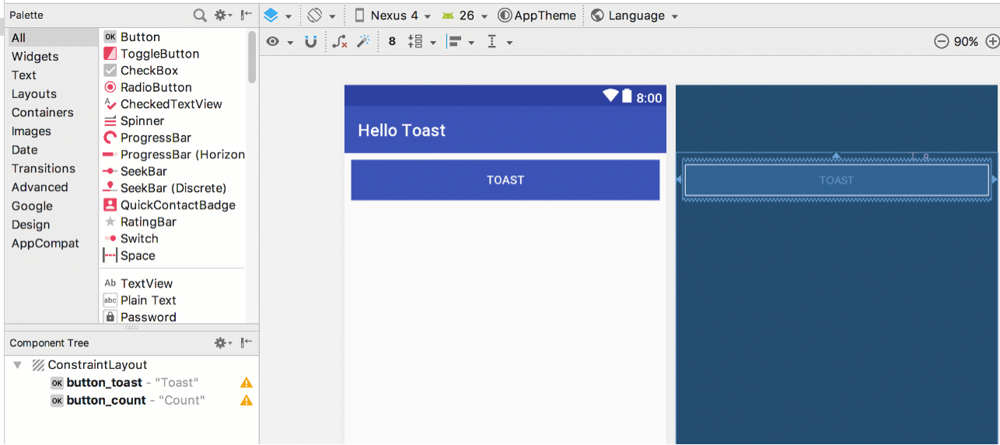 Palette
Nexus 4
26
AppTheme
Language
All
Widgets
Text
Layouts
Containers
Images
Date
Transitions
Advanced
Google
Design
AppCompat
OK Button
ToggleButton
CheckBox
RadioButton
A CheckedTextView
Spinner
ProgressBar
ProgressBar (Horizon
SeekBar
SeekBar (Discrete)
QuickContactBadge
RatingBar
Switch
Space
Ab TextView
abc Plain Text
Password
8
90%
8:00
Hello Toast
TOAST
8
TOAST
Component Tree
ConstraintLayout
OK button_toast - "Toast"
OK button_count - "Count"